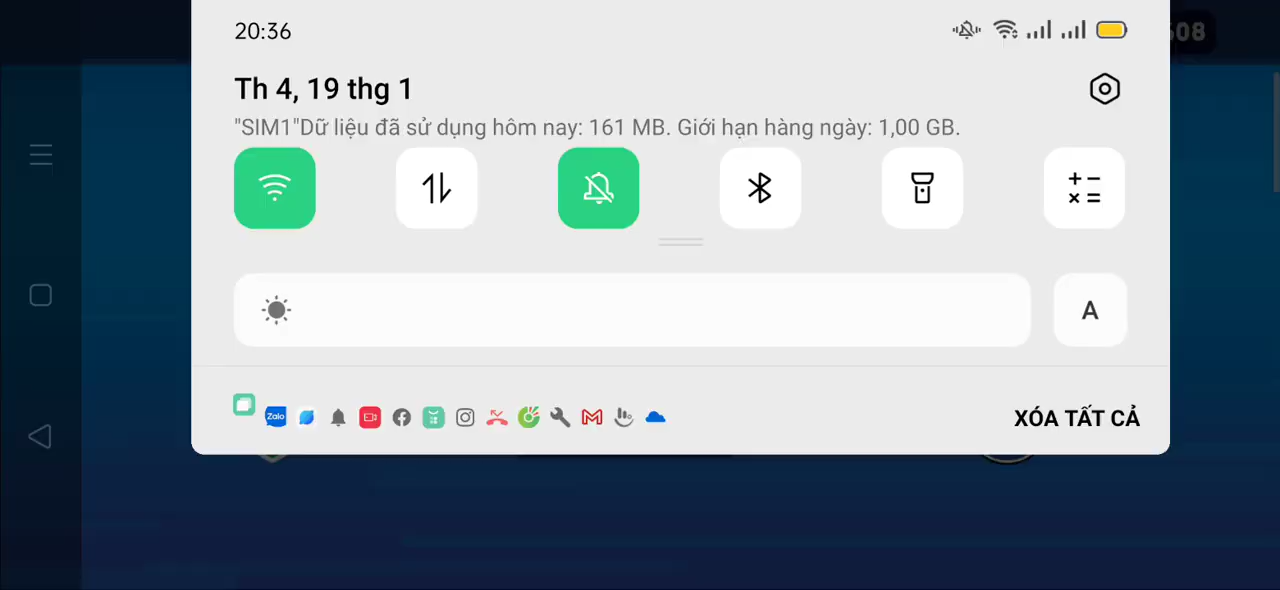 20:36
608
Th 4, 19 thg 1
"SIM1"Dữ liệu đã sử dụng hôm nay: 161 MB. Giới hạn hàng ngày: 1,00 GB.
A
Zalo
XÓA TẤT CẢ